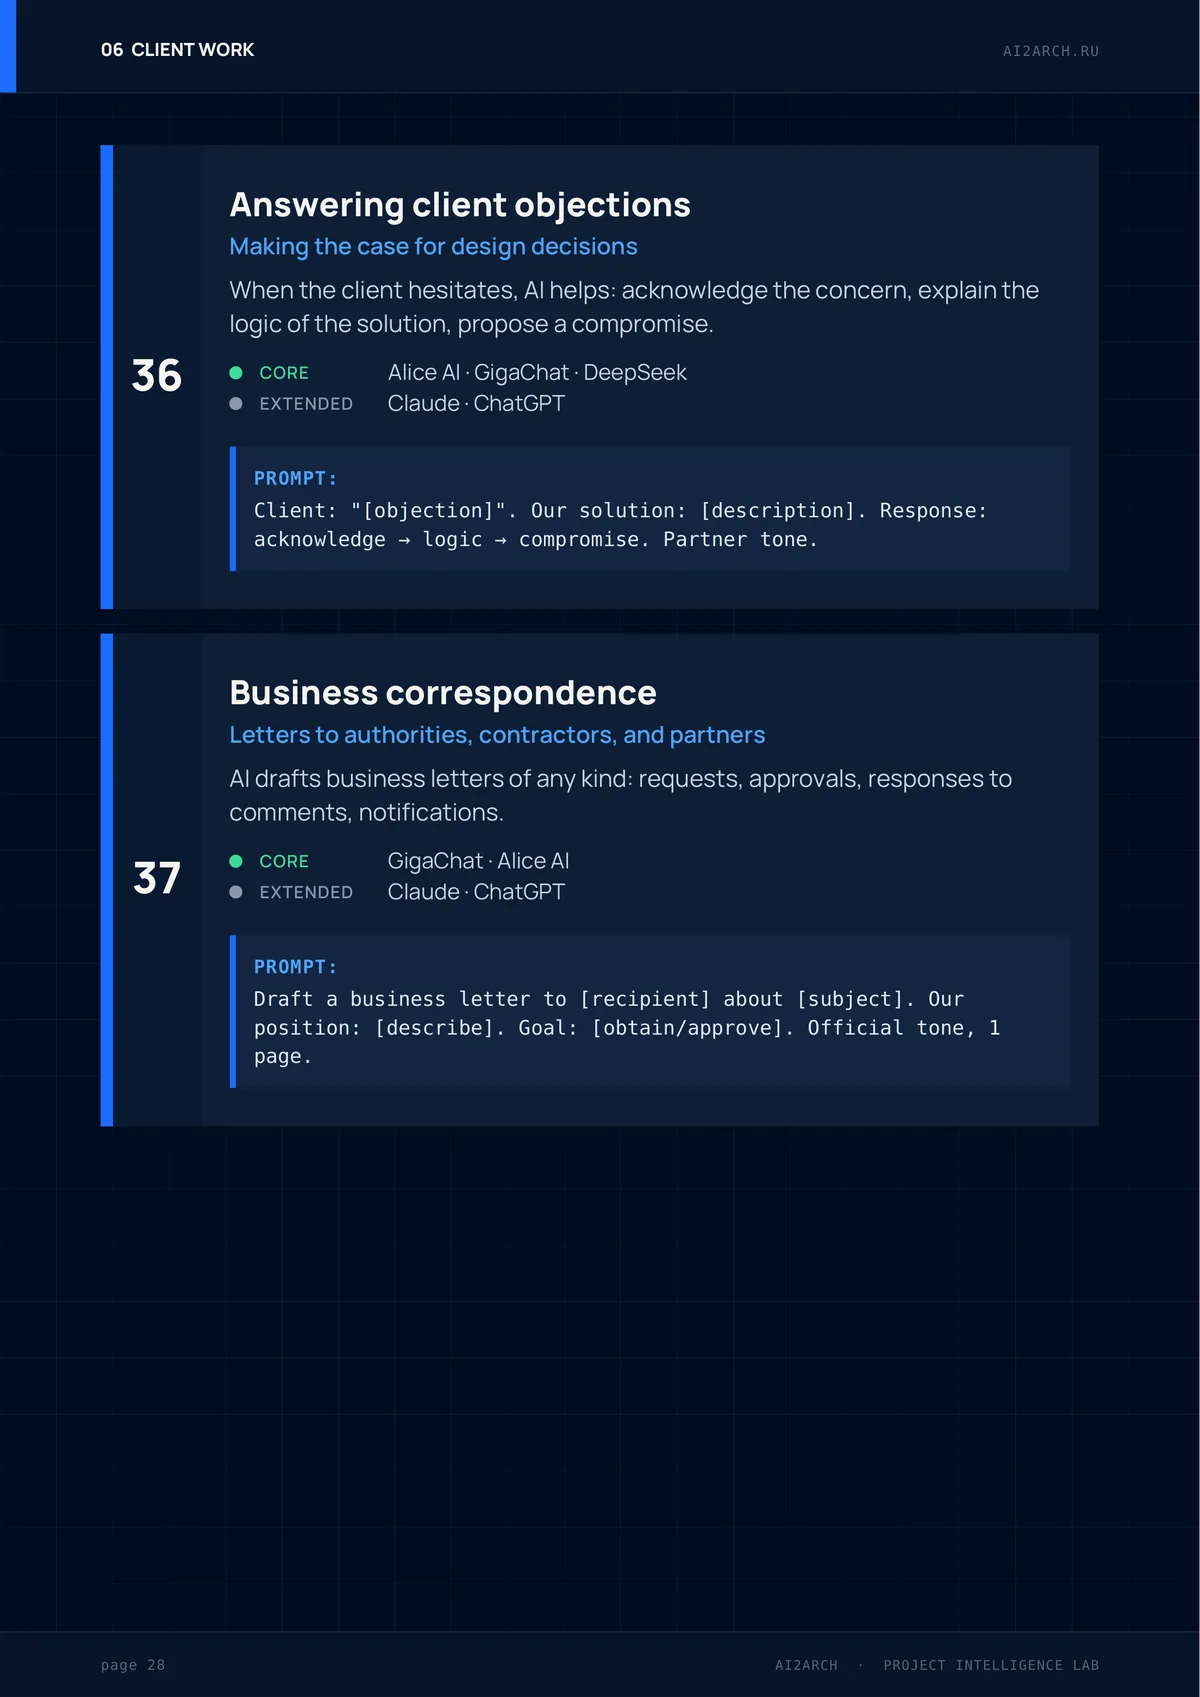 06 CLIENT WORK
AI2ARCH.RU
36
Answering client objections
Making the case for design decisions
When the client hesitates, AI helps: acknowledge the concern, explain the
logic of the solution, propose a compromise.
CORE Alice AI · GigaChat · DeepSeek
EXTENDED Claude · ChatGPT
PROMPT:
Client: "[objection]". Our solution: [description]. Response:
acknowledge → logic → compromise. Partner tone.
37
Business correspondence
Letters to authorities, contractors, and partners
AI drafts business letters of any kind: requests, approvals, responses to
comments, notifications.
CORE GigaChat · Alice AI
EXTENDED Claude · ChatGPT
PROMPT:
Draft a business letter to [recipient] about [subject]. Our
position: [describe]. Goal: [obtain/approve]. Official tone, 1
page.
page 28
AI2ARCH · PROJECT INTELLIGENCE LAB